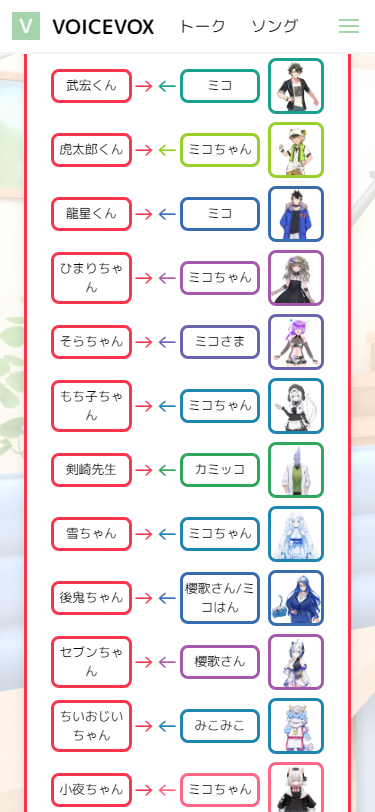 V VOICEVOX トーク ソング
武宏くん → ← ミコ
虎太郎くん → ← ミコちゃん
龍星くん → ← ミコ
ひまりちゃ
ん → ← ミコちゃん
そらちゃん → ← ミコさま
もち子ちゃ
ん → ← ミコちゃん
剣崎先生 → ← カミッコ
雪ちゃん → ← ミコちゃん
後鬼ちゃん → ← 櫻歌さん/ミ
コはん
セブンちゃ
ん → ← 櫻歌さん
ちいおじい
ちゃん → ← みこみこ
小夜ちゃん → ← ミコちゃん